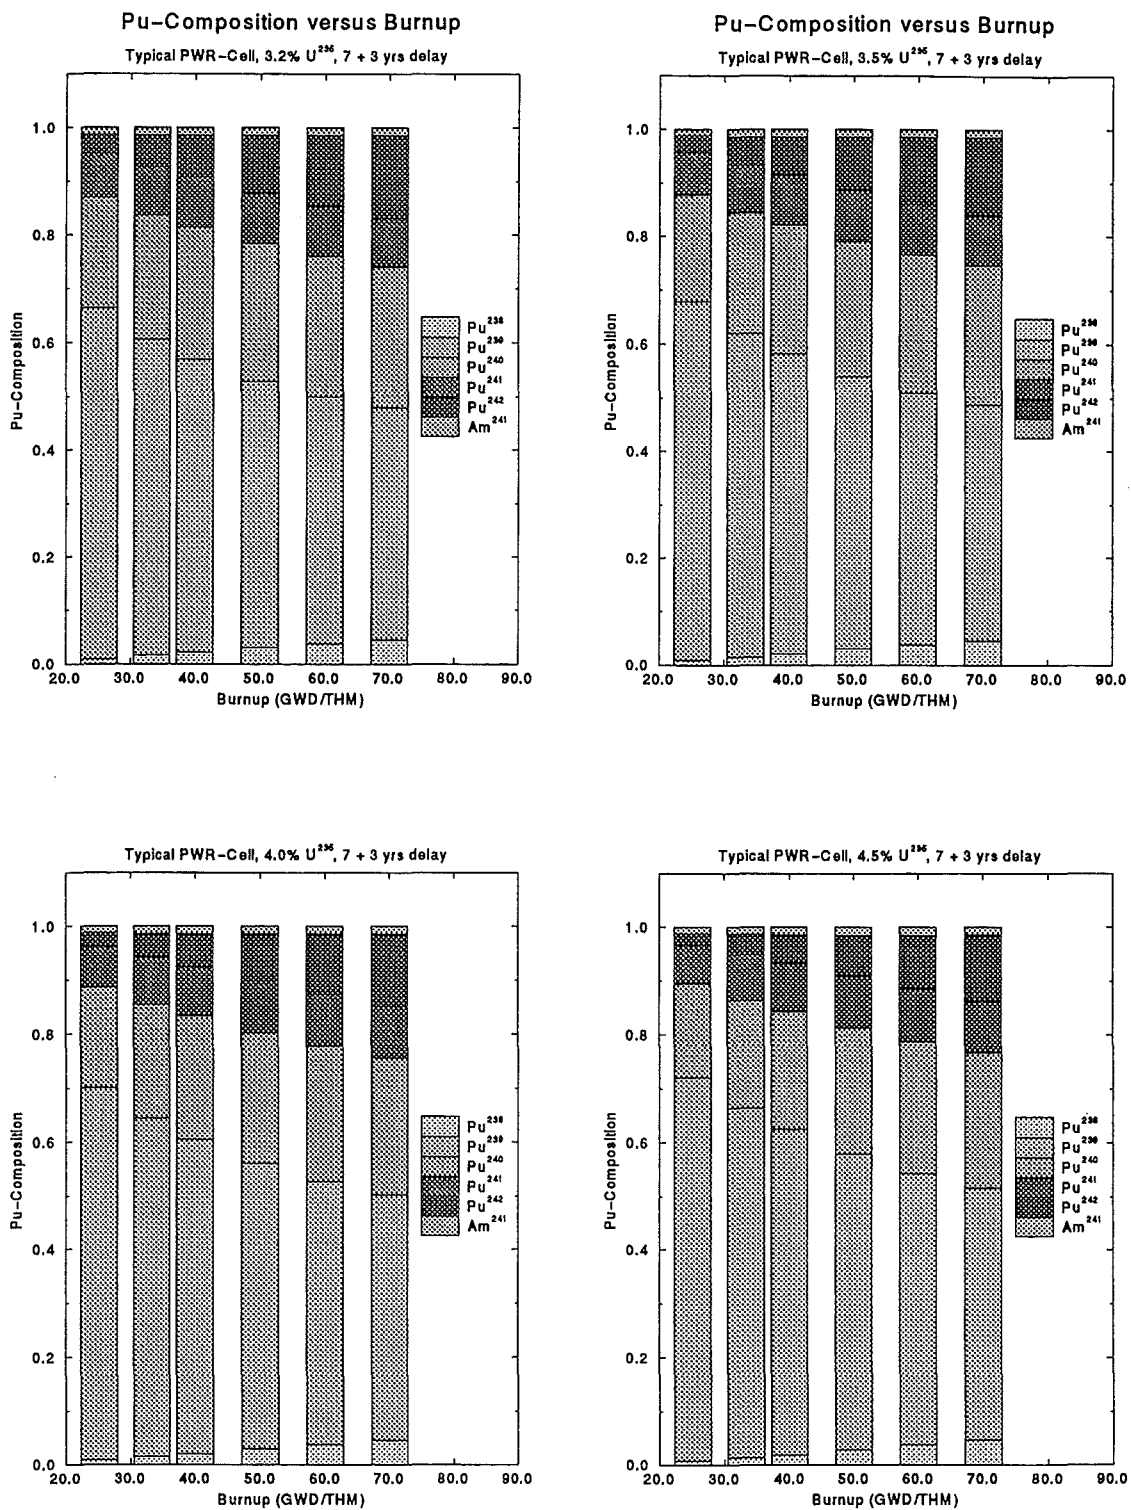 Pu-Composition versus Burnup
Typical PWR-Cell, 3.2% U²³⁵, 7 + 3 yrs delay
1.0
0.8
0.6
0.4
0.2
0.0
Pu-Composition
Pu²³⁸
Pu²³⁹
Pu²⁴⁰
Pu²⁴¹
Pu²⁴²
Am²⁴¹
20.0 30.0 40.0 50.0 60.0 70.0 80.0 90.0
Burnup (GWD/THM)
Pu-Composition versus Burnup
Typical PWR-Cell, 3.5% U²³⁵, 7 + 3 yrs delay
1.0
0.8
0.6
0.4
0.2
0.0
Pu-Composition
Pu²³⁸
Pu²³⁹
Pu²⁴⁰
Pu²⁴¹
Pu²⁴²
Am²⁴¹
20.0 30.0 40.0 50.0 60.0 70.0 80.0 90.0
Burnup (GWD/THM)
Typical PWR-Cell, 4.0% U²³⁵, 7 + 3 yrs delay
1.0
0.8
0.6
0.4
0.2
0.0
Pu-Composition
Pu²³⁸
Pu²³⁹
Pu²⁴⁰
Pu²⁴¹
Pu²⁴²
Am²⁴¹
20.0 30.0 40.0 50.0 60.0 70.0 80.0 90.0
Burnup (GWD/THM)
Typical PWR-Cell, 4.5% U²³⁵, 7 + 3 yrs delay
1.0
0.8
0.6
0.4
0.2
0.0
Pu-Composition
Pu²³⁸
Pu²³⁹
Pu²⁴⁰
Pu²⁴¹
Pu²⁴²
Am²⁴¹
20.0 30.0 40.0 50.0 60.0 70.0 80.0 90.0
Burnup (GWD/THM)